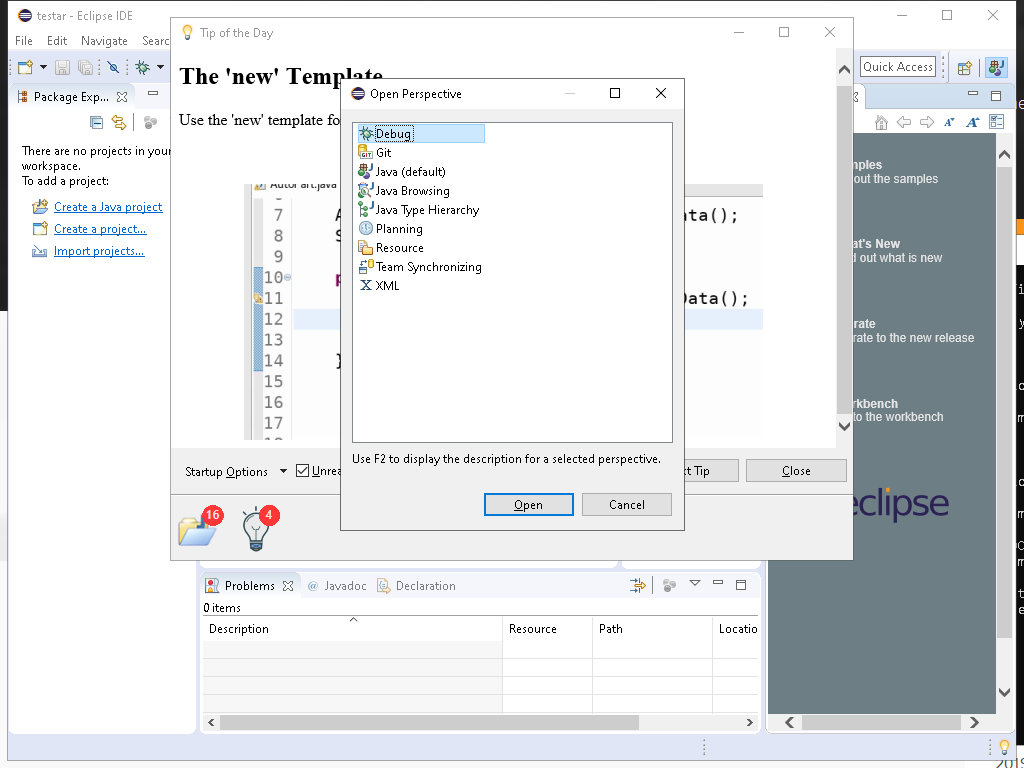 testar - Eclipse IDE
File Edit Navigate Searc
Tip of the Day
Quick Access
Package Exp...
There are no projects in your
workspace.
To add a project:
Create a Java project
Create a project...
Import projects...
The 'new' Template
Use the 'new' template fo
7
8
9
10
11
12
13
14
15
16
17
ata();
Data();
}
Startup Options
Unrea
t Tip
Close
16
4
Open Perspective
Debug
Git
Java (default)
Java Browsing
Java Type Hierarchy
Planning
Resource
Team Synchronizing
XML
Use F2 to display the description for a selected perspective.
Open
Cancel
nples
out the samples
at's New
d out what is new
rate
rate to the new release
rkbench
to the workbench
eclipse
Problems
Javadoc
Declaration
0 items
Description Resource Path Locatio